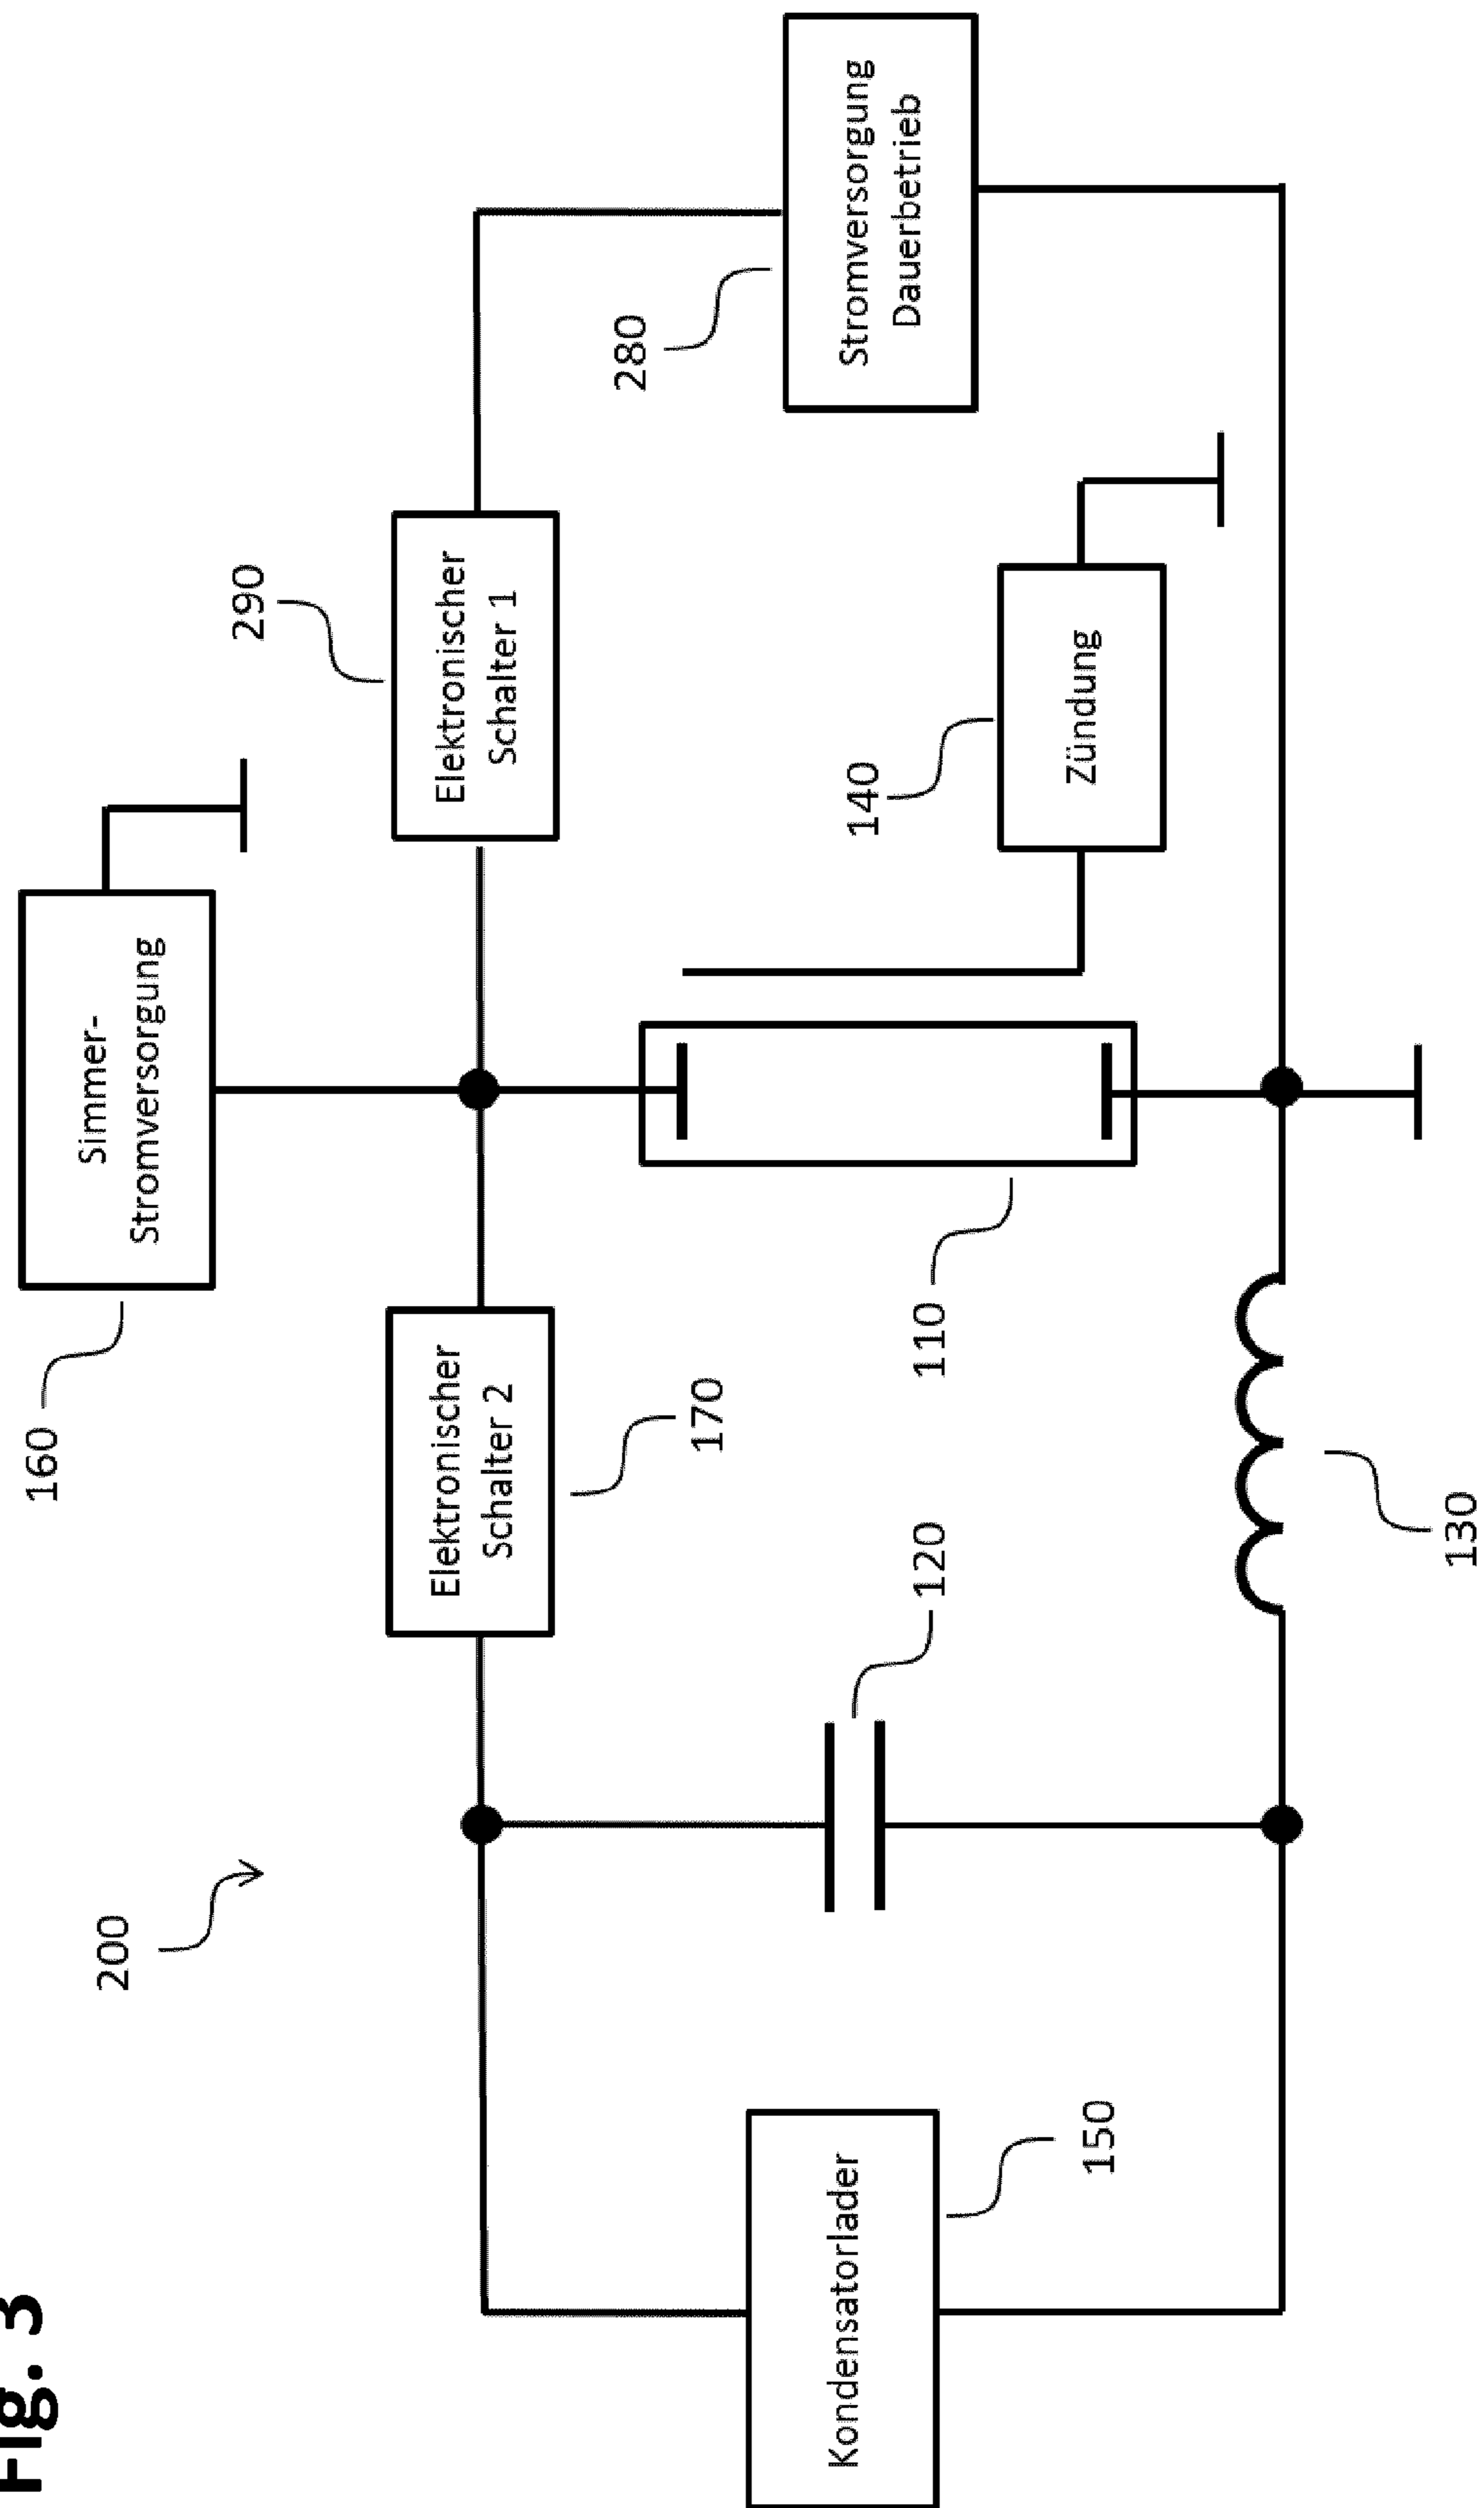 Fig. 3
200
160
Simmer-
Stromversorgung
290
Elektronischer
Schalter 2
170
Elektronischer
Schalter 1
280
Stromversorgung
Dauerbetrieb
Kondensatorlader
150
120
110
140
Zündung
130